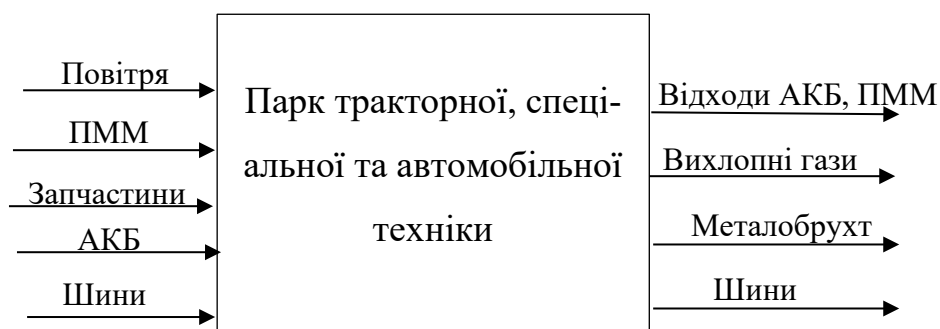 Повітря
ПММ
Запчастини
АКБ
Шини
Парк тракторної, спеці-
альної та автомобільної
техніки
Відходи АКБ, ПММ
Вихлопні гази
Металобрухт
Шини